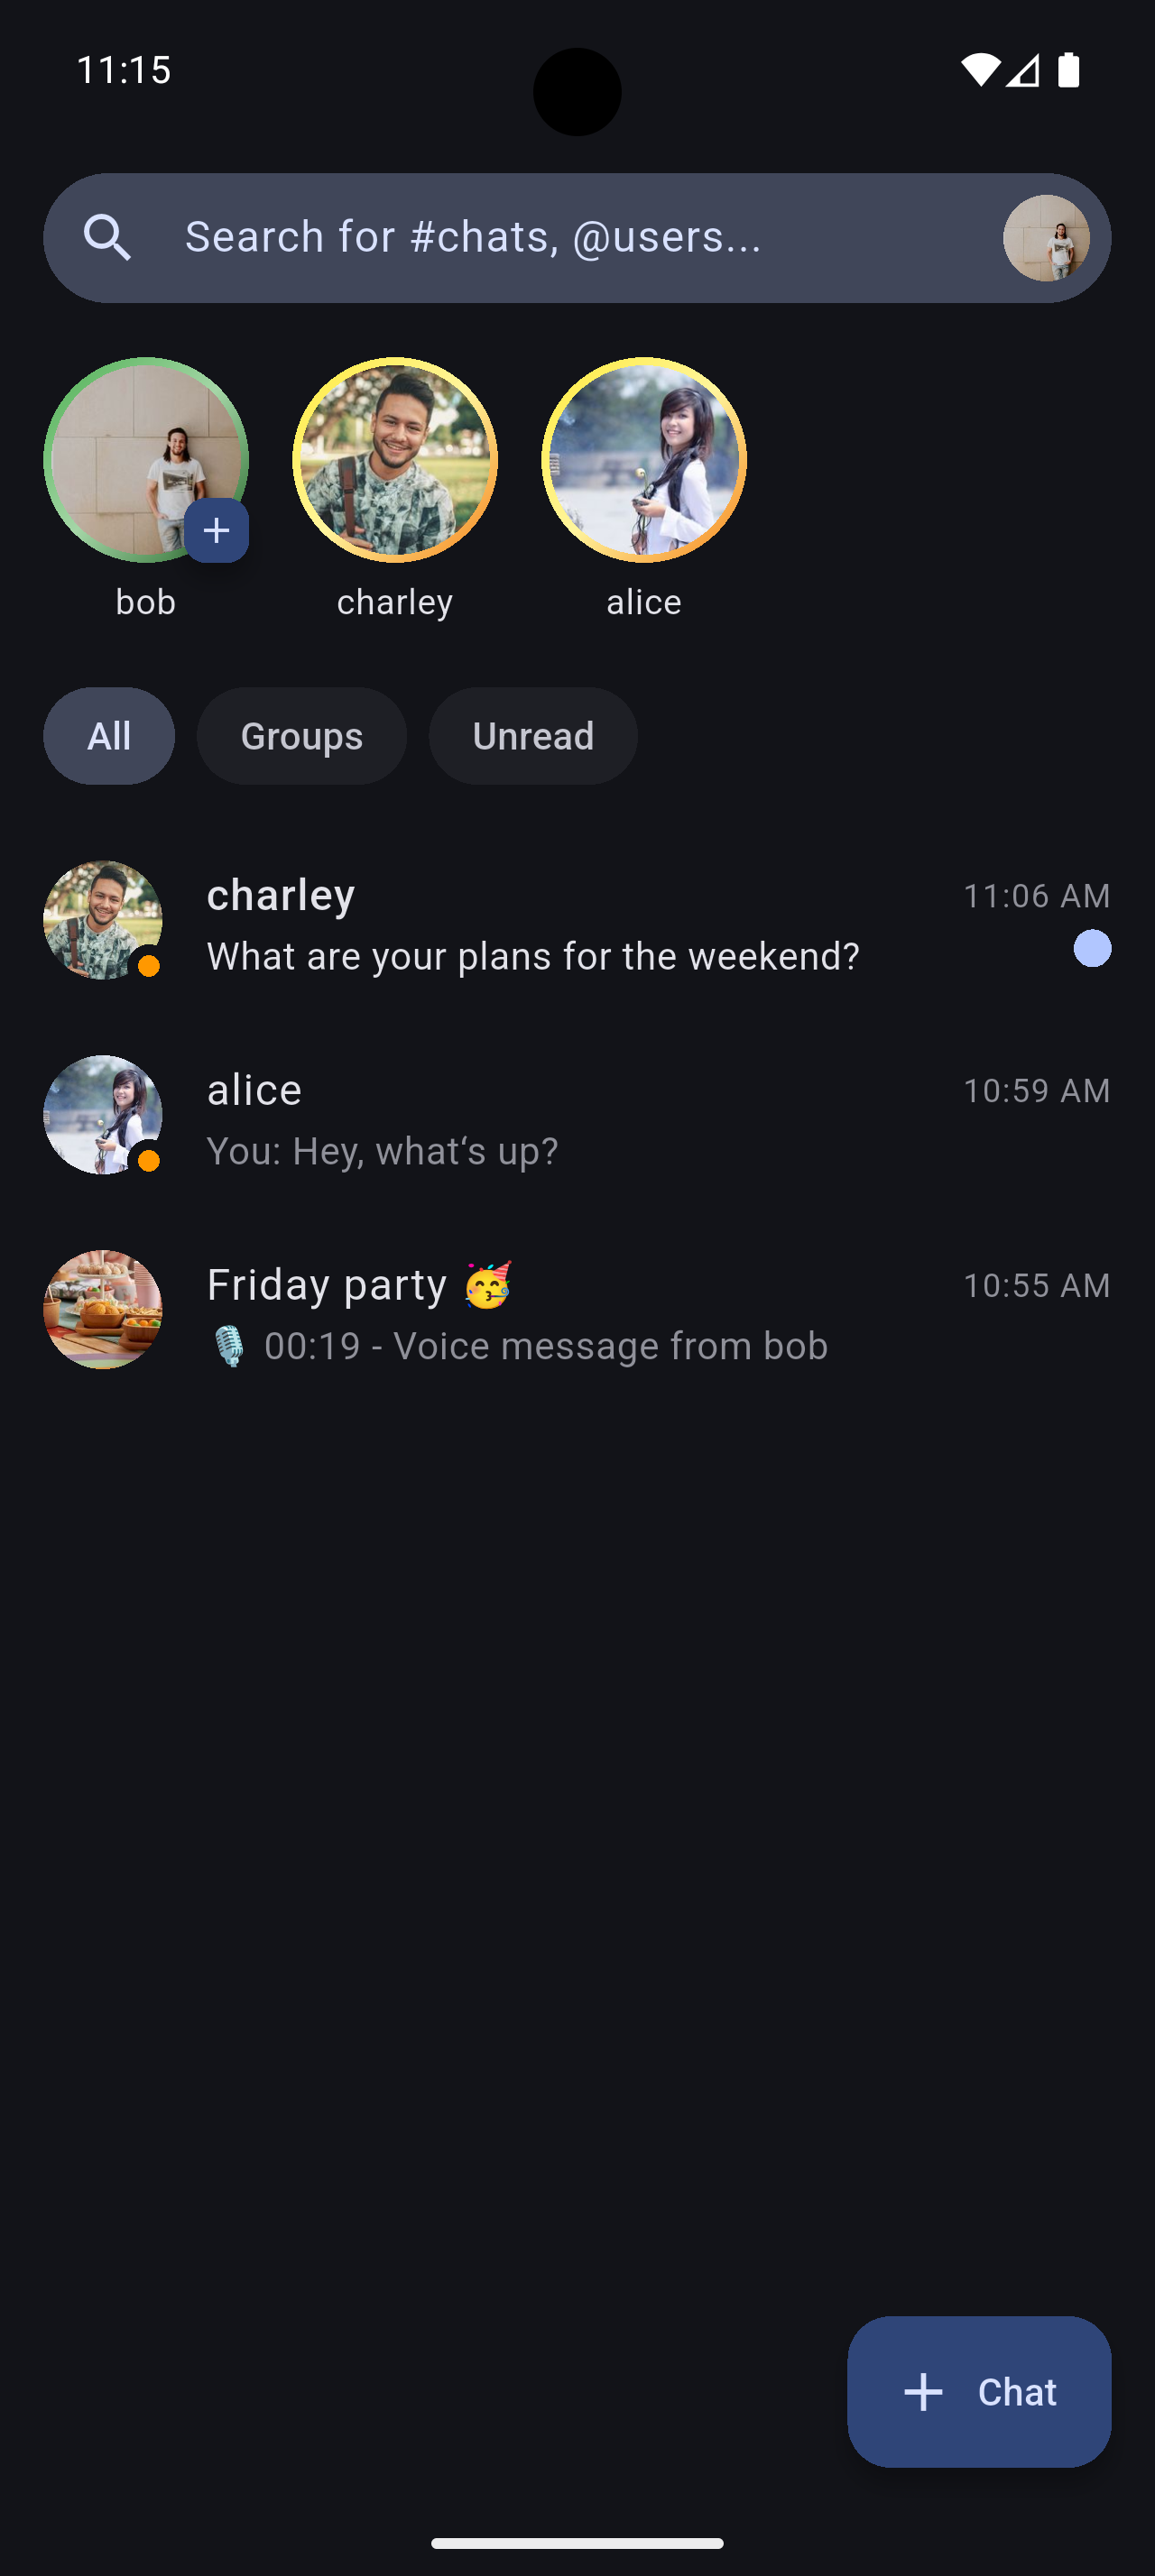 11:15
Search for #chats, @users...
bob charley alice
All Groups Unread
charley 11:06 AM
What are your plans for the weekend?
alice 10:59 AM
You: Hey, what‘s up?
Friday party 🥳 10:55 AM
🎙️ 00:19 - Voice message from bob
+ Chat